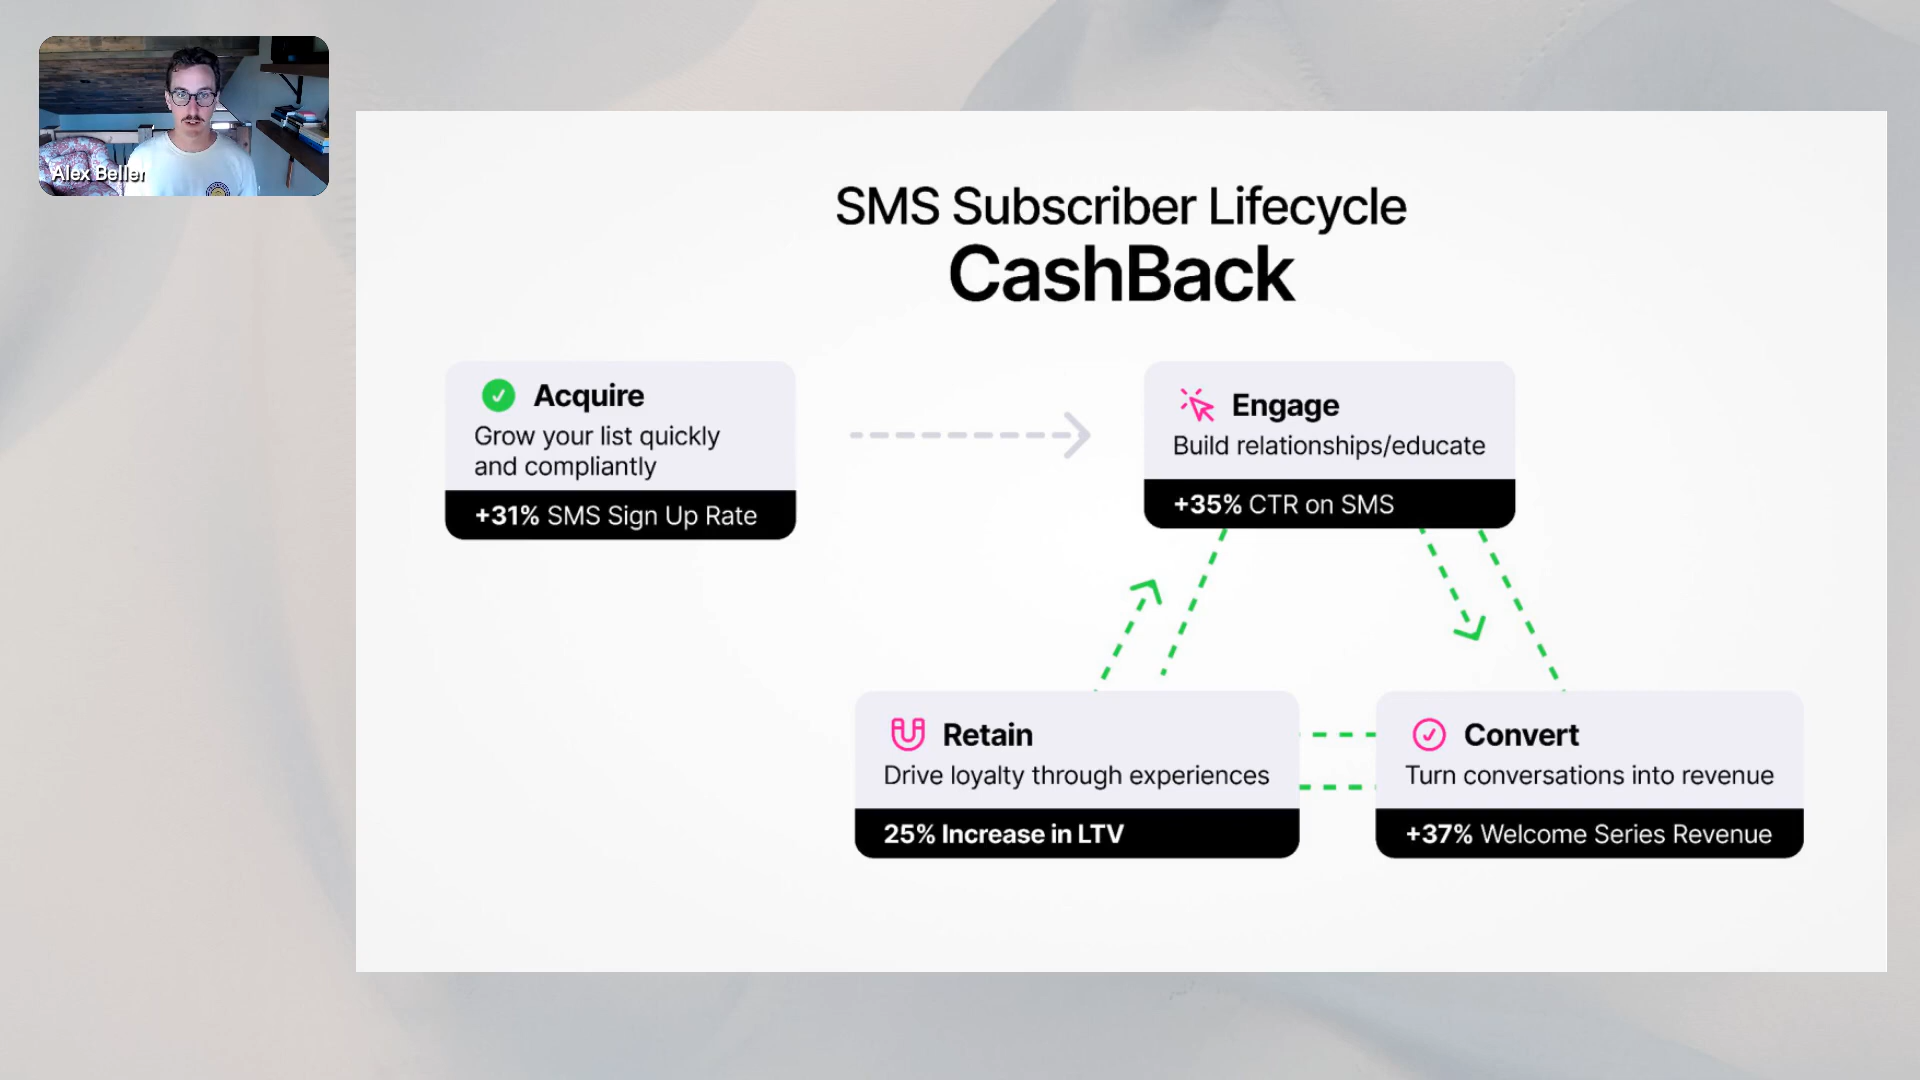 Alex Beller
SMS Subscriber Lifecycle
CashBack
Acquire
Grow your list quickly
and compliantly
+31% SMS Sign Up Rate
Engage
Build relationships/educate
+35% CTR on SMS
Retain
Drive loyalty through experiences
25% Increase in LTV
Convert
Turn conversations into revenue
+37% Welcome Series Revenue